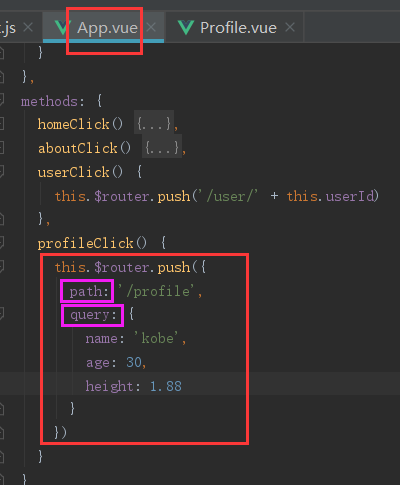 t.js App.vue × Profile.vue ×
}
},
methods: {
homeClick() {...},
aboutClick() {...},
userClick() {
this.$router.push('/user/' + this.userId)
},
profileClick() {
this.$router.push({
path: '/profile',
query: {
name: 'kobe',
age: 30,
height: 1.88
}
})
}
}